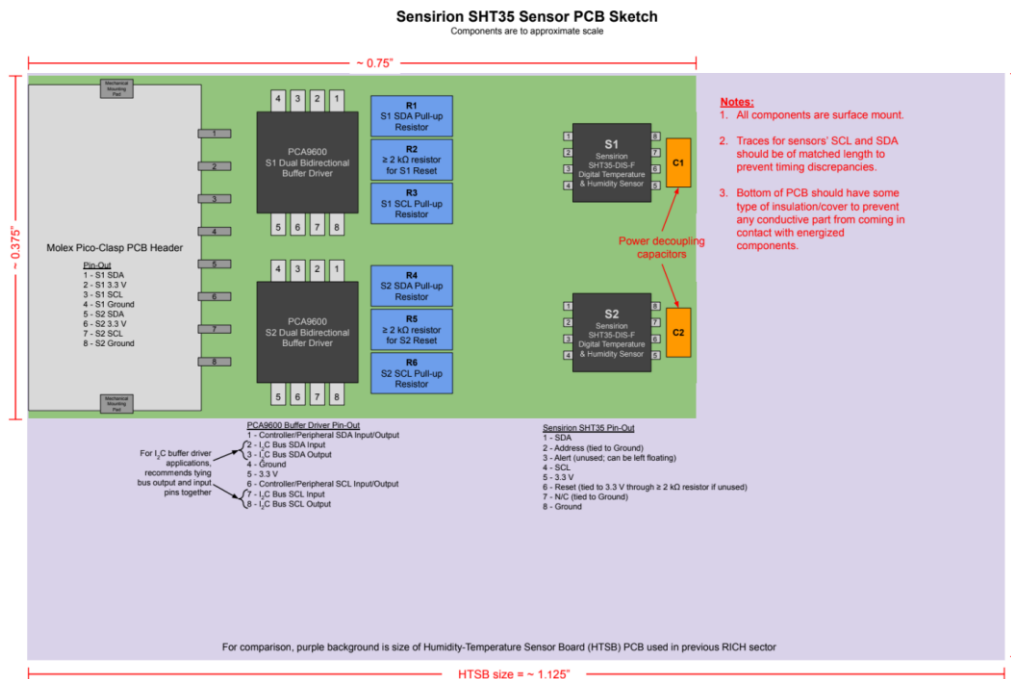 Sensirion SHT35 Sensor PCB Sketch
Components are to approximate scale
~ 0.75”
~ 0.375”
Mechanical
Mounting
Pad
Molex Pico-Clasp PCB Header
Pin-Out
1 - S1 SDA
2 - S1 3.3 V
3 - S1 SCL
4 - S1 Ground
5 - S2 SDA
6 - S2 3.3 V
7 - S2 SCL
8 - S2 Ground
Mechanical
Mounting
Pad
1
2
3
4
5
6
7
8
4 3 2 1
PCA9600
S1 Dual Bidirectional
Buffer Driver
5 6 7 8
4 3 2 1
PCA9600
S2 Dual Bidirectional
Buffer Driver
5 6 7 8
R1
S1 SDA Pull-up
Resistor
R2
≥ 2 kΩ resistor
for S1 Reset
R3
S1 SCL Pull-up
Resistor
R4
S2 SDA Pull-up
Resistor
R5
≥ 2 kΩ resistor
for S2 Reset
R6
S2 SCL Pull-up
Resistor
1
2
3
4
S1
Sensirion
SHT35-DIS-F
Digital Temperature
& Humidity Sensor
8
7
6
5
C1
Power decoupling
capacitors
1
2
3
4
S2
Sensirion
SHT35-DIS-F
Digital Temperature
& Humidity Sensor
8
7
6
5
C2
Notes:
1. All components are surface mount.
2. Traces for sensors’ SCL and SDA
should be of matched length to
prevent timing discrepancies.
3. Bottom of PCB should have some
type of insulation/cover to prevent
any conductive part from coming in
contact with energized
components.
For I2C buffer driver
applications,
recommends tying
bus output and input
pins together
PCA9600 Buffer Driver Pin-Out
1 - Controller/Peripheral SDA Input/Output
2 - I2C Bus SDA Input
3 - I2C Bus SDA Output
4 - Ground
5 - 3.3 V
6 - Controller/Peripheral SCL Input/Output
7 - I2C Bus SCL Input
8 - I2C Bus SCL Output
Sensirion SHT35 Pin-Out
1 - SDA
2 - Address (tied to Ground)
3 - Alert (unused; can be left floating)
4 - SCL
5 - 3.3 V
6 - Reset (tied to 3.3 V through ≥ 2 kΩ resistor if unused)
7 - N/C (tied to Ground)
8 - Ground
For comparison, purple background is size of Humidity-Temperature Sensor Board (HTSB) PCB used in previous RICH sector
HTSB size = ~ 1.125”